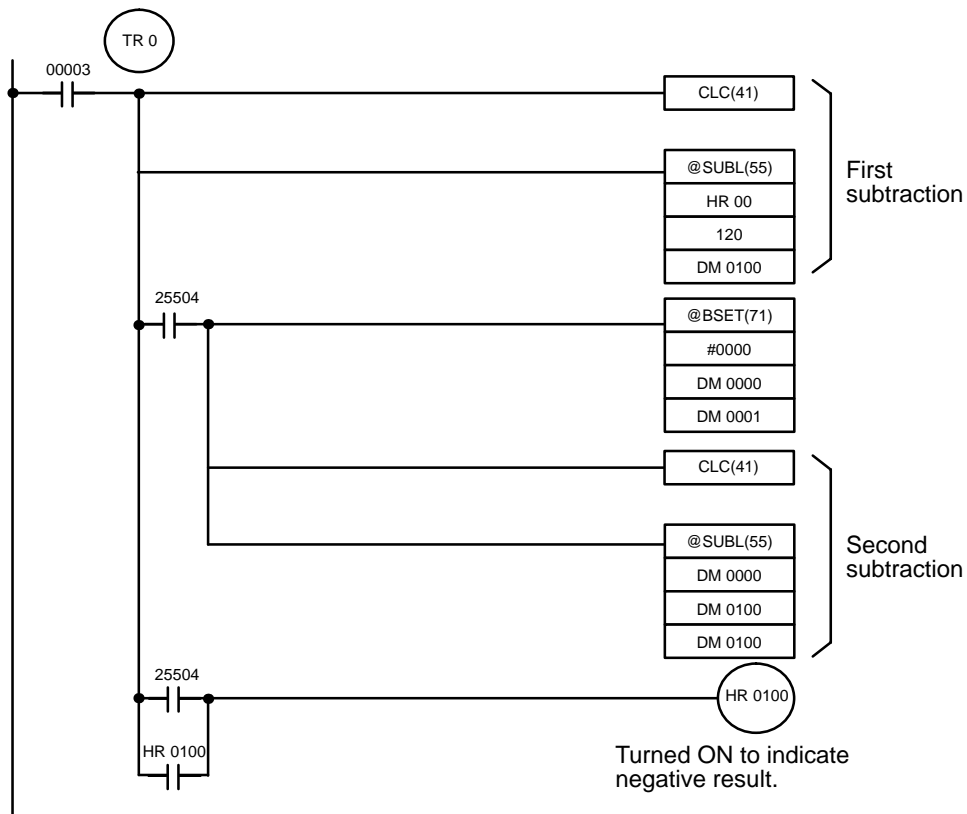 TR 0
00003
CLC(41)
@SUBL(55)
HR 00
120
DM 0100
First
subtraction
25504
@BSET(71)
#0000
DM 0000
DM 0001
CLC(41)
@SUBL(55)
DM 0000
DM 0100
DM 0100
Second
subtraction
25504
HR 0100
HR 0100
Turned ON to indicate
negative result.